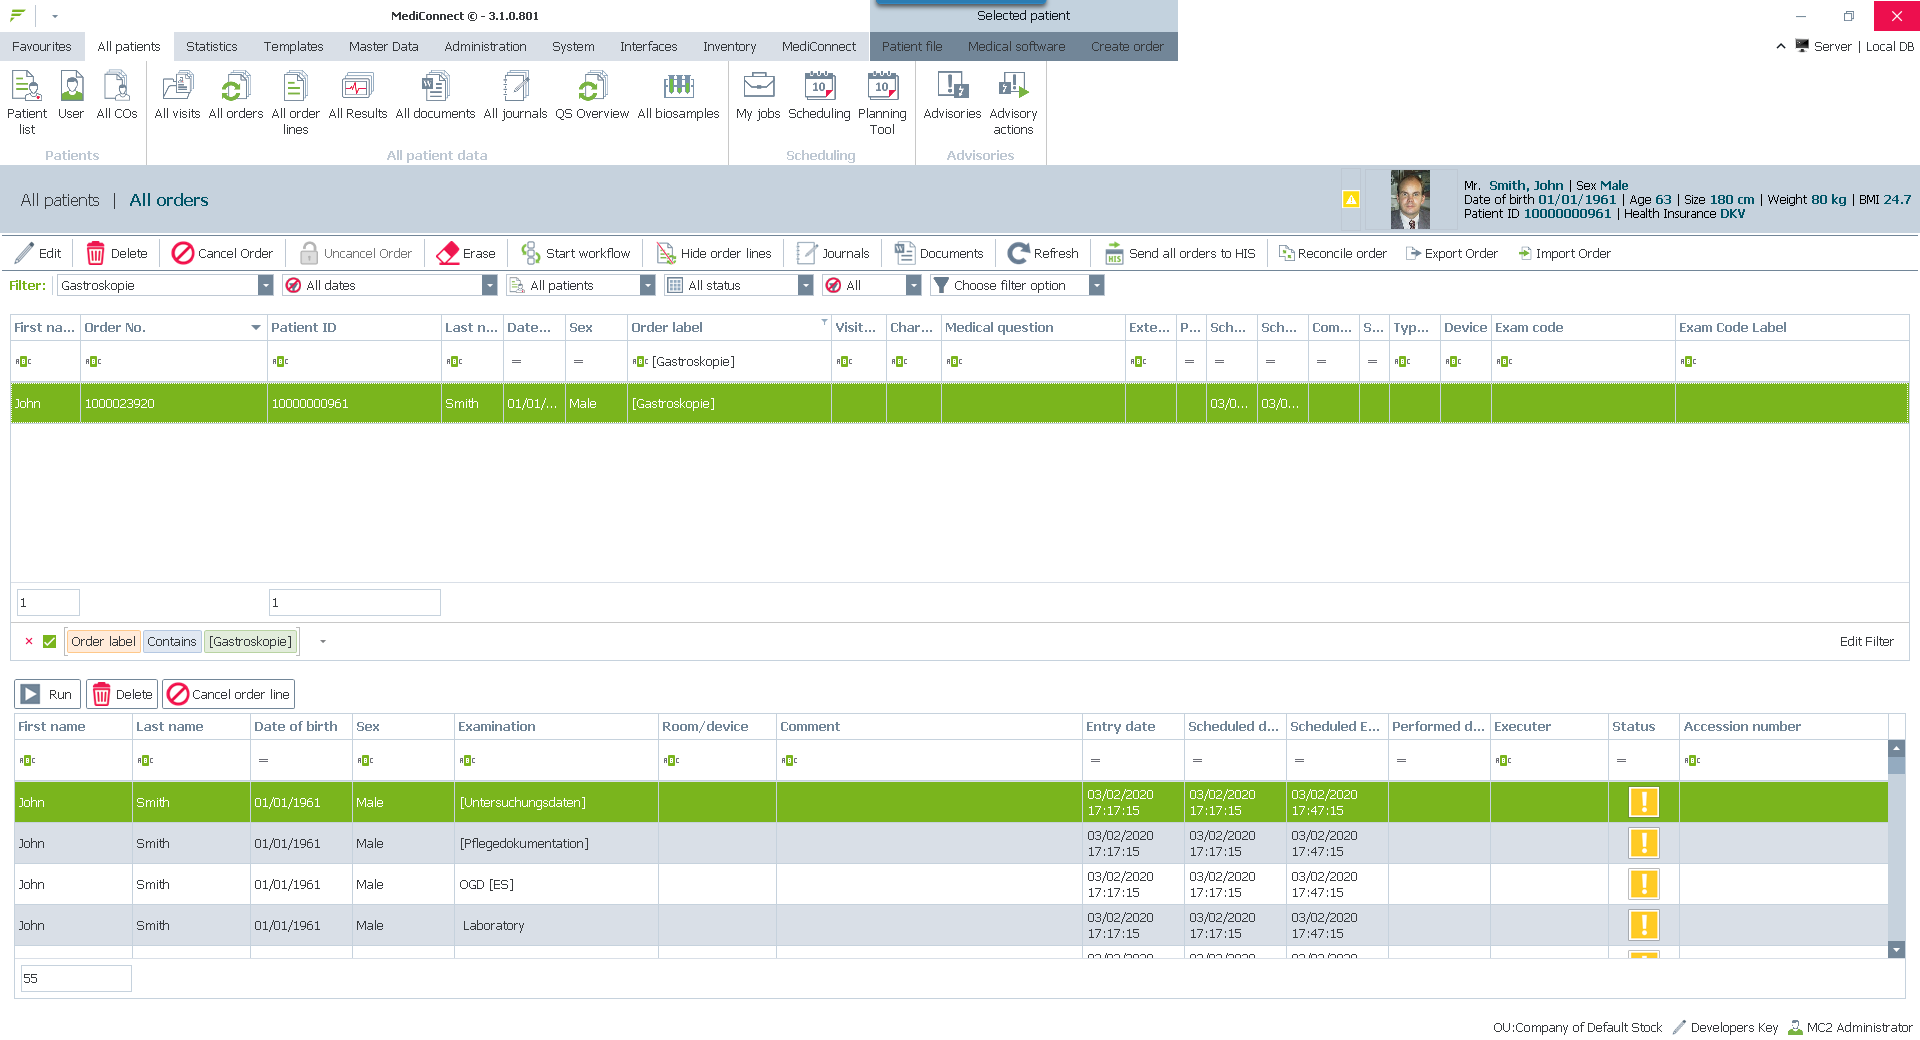 MediConnect © - 3.1.0.801
Selected patient
Favourites All patients Statistics Templates Master Data Administration System Interfaces Inventory MediConnect Patient file Medical software Create order
Server | Local DB
Patient list User All COs All visits All orders All order lines All Results All documents All journals QS Overview All biosamples My jobs Scheduling Planning Tool Advisories Advisory actions
Patients All patient data Scheduling Advisories
All patients | All orders
Mr. Smith, John | Sex Male
Date of birth 01/01/1961 | Age 63 | Size 180 cm | Weight 80 kg | BMI 24.7
Patient ID 10000000961 | Health Insurance DKV
Edit Delete Cancel Order Uncancel Order Erase Start workflow Hide order lines Journals Documents Refresh Send all orders to HIS Reconcile order Export Order Import Order
Filter: Gastroskopie All dates All patients All status All Choose filter option
First na... Order No. Patient ID Last n... Date... Sex Order label Visit... Char... Medical question Exte... P... Sch... Sch... Com... S... Typ... Device Exam code Exam Code Label
[Gastroskopie]
John 1000023920 10000000961 Smith 01/01/... Male [Gastroskopie] 03/0... 03/0...
1 1
Order label Contains [Gastroskopie] Edit Filter
Run Delete Cancel order line
First name Last name Date of birth Sex Examination Room/device Comment Entry date Scheduled d... Scheduled E... Performed d... Executer Status Accession number
John Smith 01/01/1961 Male [Untersuchungsdaten] 03/02/2020 17:17:15 03/02/2020 17:17:15 03/02/2020 17:47:15
John Smith 01/01/1961 Male [Pflegedokumentation] 03/02/2020 17:17:15 03/02/2020 17:17:15 03/02/2020 17:47:15
John Smith 01/01/1961 Male OGD [ES] 03/02/2020 17:17:15 03/02/2020 17:17:15 03/02/2020 17:47:15
John Smith 01/01/1961 Male Laboratory 03/02/2020 17:17:15 03/02/2020 17:17:15 03/02/2020 17:47:15
55
OU:Company of Default Stock Developers Key MC2 Administrator